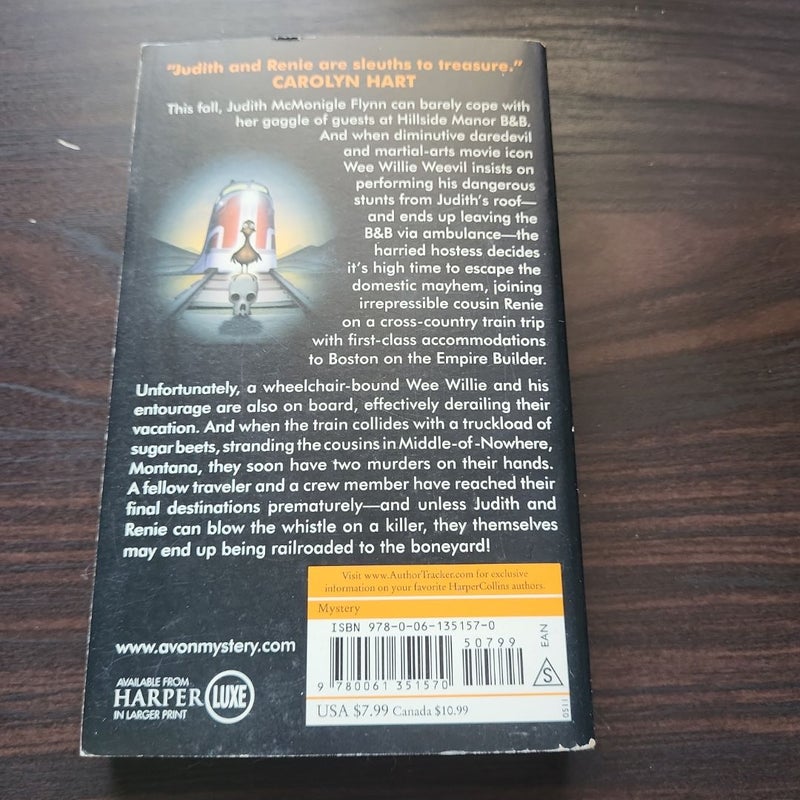 "Judith and Renie are sleuths to treasure."
CAROLYN HART
This fall, Judith McMonigle Flynn can barely cope with
her gaggle of guests at Hillside Manor B&B.
And when diminutive daredevil
and martial-arts movie icon
Wee Willie Weevil insists on
performing his dangerous
stunts from Judith's roof—
and ends up leaving the
B&B via ambulance—the
harried hostess decides
it's high time to escape the
domestic mayhem, joining
irrepressible cousin Renie
on a cross-country train trip
with first-class accommodations
to Boston on the Empire Builder.
Unfortunately, a wheelchair-bound Wee Willie and his
entourage are also on board, effectively derailing their
vacation. And when the train collides with a truckload of
sugar beets, stranding the cousins in Middle-of-Nowhere,
Montana, they soon have two murders on their hands.
A fellow traveler and a crew member have reached their
final destinations prematurely—and unless Judith and
Renie can blow the whistle on a killer, they themselves
may end up being railroaded to the boneyard!
Visit www.AuthorTracker.com for exclusive
information on your favorite HarperCollins authors.
Mystery
ISBN 978-0-06-135157-0
50799
EAN
S
9 780061 351570
0511
USA $7.99 Canada $10.99
www.avonmystery.com
AVAILABLE FROM
HARPER LUXE
IN LARGER PRINT